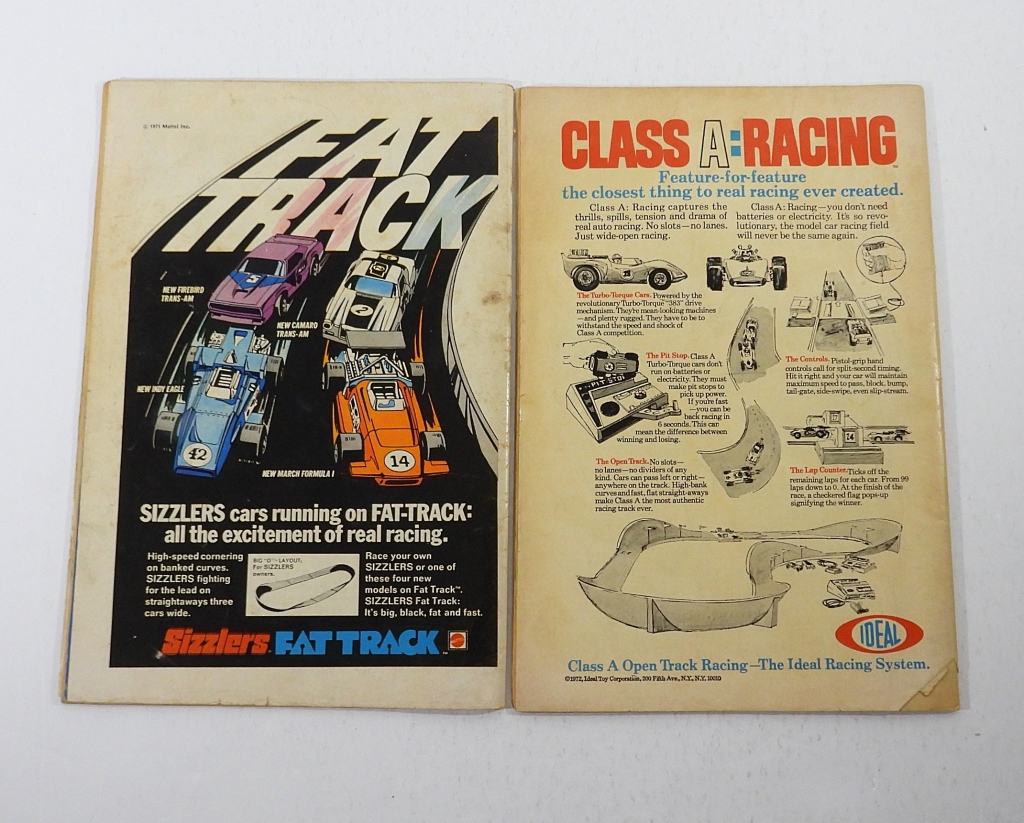 © 1971 Mattel Inc.
FAT
TRACK
NEW FIREBIRD
TRANS-AM
5
2
NEW CAMARO
TRANS-AM
NEW INDY EAGLE
42
14
NEW MARCH FORMULA I
SIZZLERS cars running on FAT-TRACK:
all the excitement of real racing.
High-speed cornering
on banked curves.
SIZZLERS fighting
for the lead on
straightaways three
cars wide.
BIG "O"-LAYOUT.
For SIZZLERS
owners.
Race your own
SIZZLERS or one of
these four new
models on Fat Track™.
SIZZLERS Fat Track:
It's big, black, fat and fast.
Sizzlers FAT TRACK™
CLASS A:RACING™
Feature-for-feature
the closest thing to real racing ever created.
Class A: Racing captures the
thrills, spills, tension and drama of
real auto racing. No slots—no lanes.
Just wide-open racing.
Class A: Racing—you don't need
batteries or electricity. It's so revo-
lutionary, the model car racing field
will never be the same again.
The Turbo-Torque Cars. Powered by the
revolutionary Turbo-Torque "383" drive
mechanism. They're mean-looking machines
—and plenty rugged. They have to be to
withstand the speed and shock of
Class A competition.
The Pit Stop. Class A
Turbo-Torque cars don't
run on batteries or
electricity. They must
make pit stops to
pick up power.
If you're fast
—you can be
back racing in
6 seconds. This can
mean the difference between
winning and losing.
PIT STOP
The Controls. Pistol-grip hand
controls call for split-second timing.
Hit it right and your car will maintain
maximum speed to pass, block, bump,
tail-gate, side-swipe, even slip-stream.
The Open Track. No slots—
no lanes—no dividers of any
kind. Cars can pass left or right—
anywhere on the track. High-bank
curves and fast, flat straight-aways
make Class A the most authentic
racing track ever.
The Lap Counter. Ticks off the
remaining laps for each car. From 99
laps down to 0. At the finish of the
race, a checkered flag pops-up
signifying the winner.
IDEAL
Class A Open Track Racing—The Ideal Racing System.
©1972, Ideal Toy Corporation, 200 Fifth Ave., N.Y., N.Y. 10010